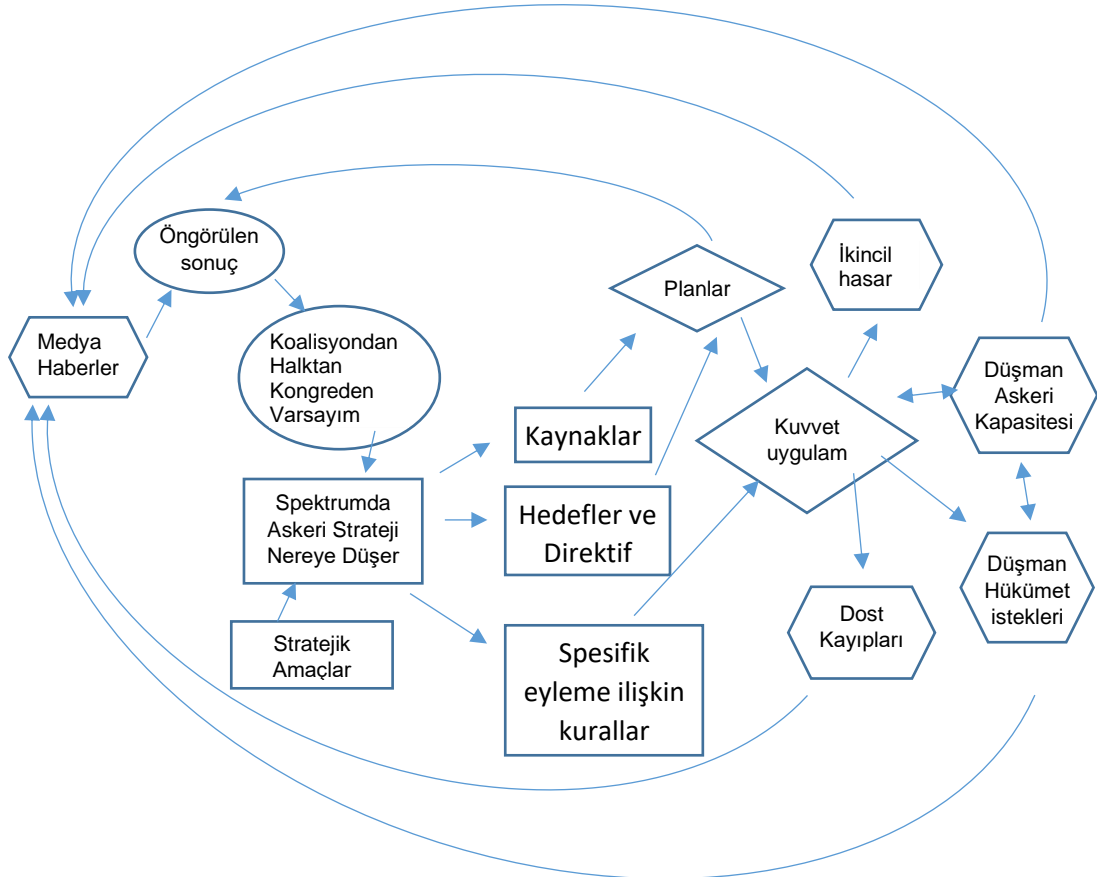 Öngörülen
sonuç
İkincil
hasar
Planlar
Medya
Haberler
Koalisyondan
Halktan
Kongreden
Varsayım
Düşman
Askeri
Kapasitesi
Kaynaklar
Kuvvet
uygulam
Spektrumda
Askeri Strateji
Nereye Düşer
Hedefler ve
Direktif
Düşman
Hükümet
istekleri
Dost
Kayıpları
Stratejik
Amaçlar
Spesifik
eyleme ilişkin
kurallar